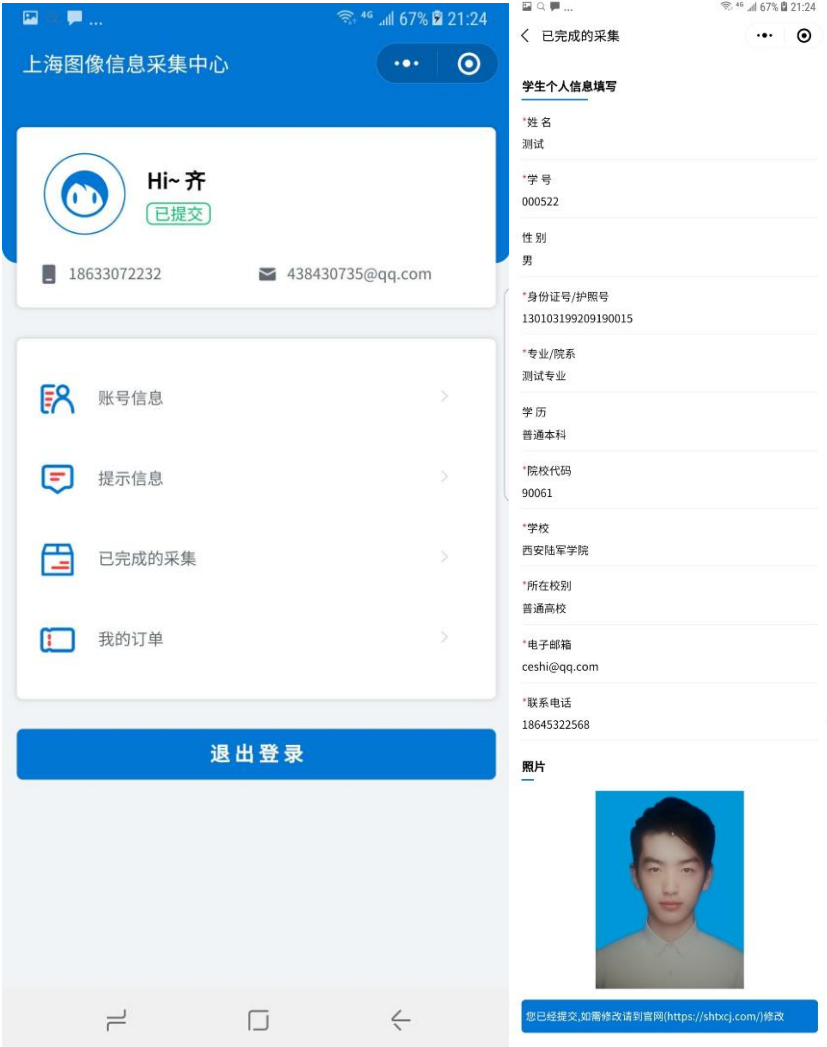 ... 4G 67% 21:24
上海图像信息采集中心
Hi~ 齐
已提交
18633072232 438430735@qq.com
账号信息
提示信息
已完成的采集
我的订单
退出登录
... 4G 67% 21:24
已完成的采集
学生个人信息填写
*姓 名
测试
*学 号
000522
性 别
男
*身份证号/护照号
130103199209190015
*专业/院系
测试专业
学 历
普通本科
*院校代码
90061
*学校
西安陆军学院
*所在校别
普通高校
*电子邮箱
ceshi@qq.com
*联系电话
18645322568
照片
您已经提交,如需修改请到官网(https://shtxcj.com/)修改